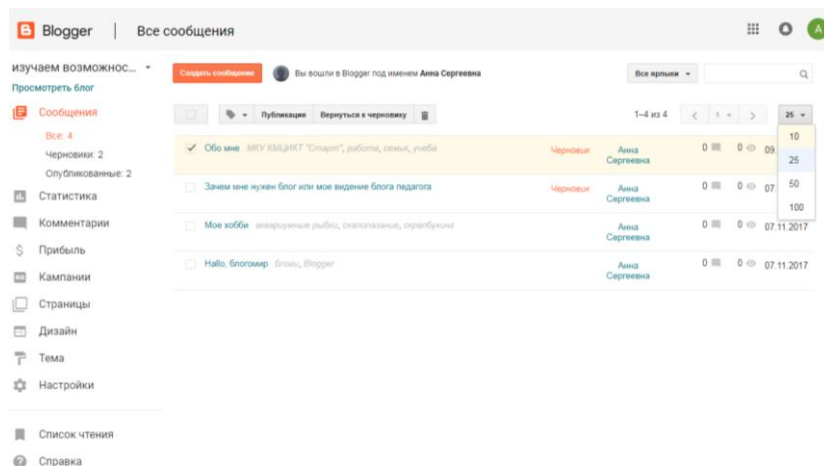 Blogger | Все сообщения
А
изучаем возможнос...
Просмотреть блог
Создать сообщение
Вы вошли в Blogger под именем Анна Сергеевна
Все ярлыки
Сообщения
Все: 4
Черновики: 2
Опубликованные: 2
Статистика
Комментарии
Прибыль
Кампании
Страницы
Дизайн
Тема
Настройки
Список чтения
Справка
Публикация Вернуться к черновику 1–4 из 4 1 25
10
25
50
100
Обо мне МКУ КМЦИКТ "Старт", работа, семья, учеба Черновик Анна Сергеевна 0 0 09.
Зачем мне нужен блог или мое видение блога педагога Черновик Анна Сергеевна 0 0 07.
Мое хобби аквариумные рыбки, скалолазание, скрапбукинг Анна Сергеевна 0 0 07.11.2017
Hallo, блогомир блоги, Blogger Анна Сергеевна 0 0 07.11.2017